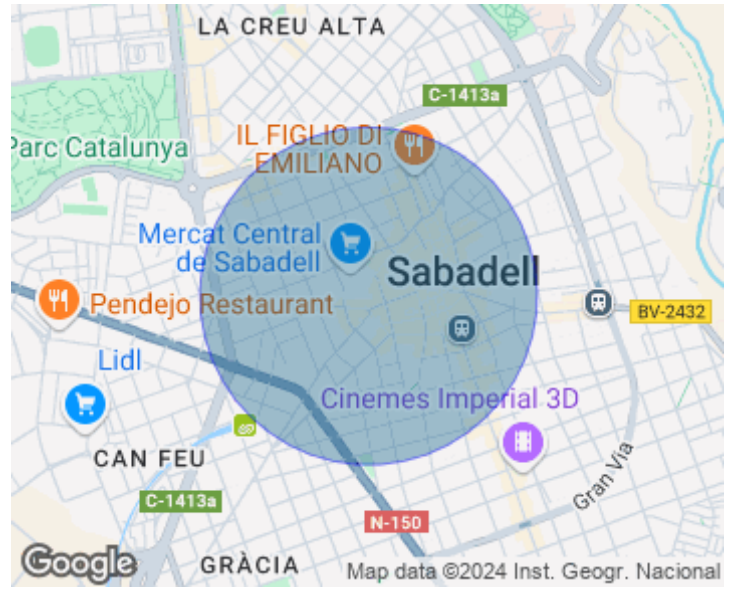 LA CREU ALTA
C-1413a
IL FIGLIO DI
EMILIANO
Parc Catalunya
Mercat Central
de Sabadell
Sabadell
Pendejo Restaurant
BV-2432
Lidl
Cinemes Imperial 3D
CAN FEU
Gran Via
C-1413a
N-150
Google
GRÀCIA
Map data ©2024 Inst. Geogr. Nacional